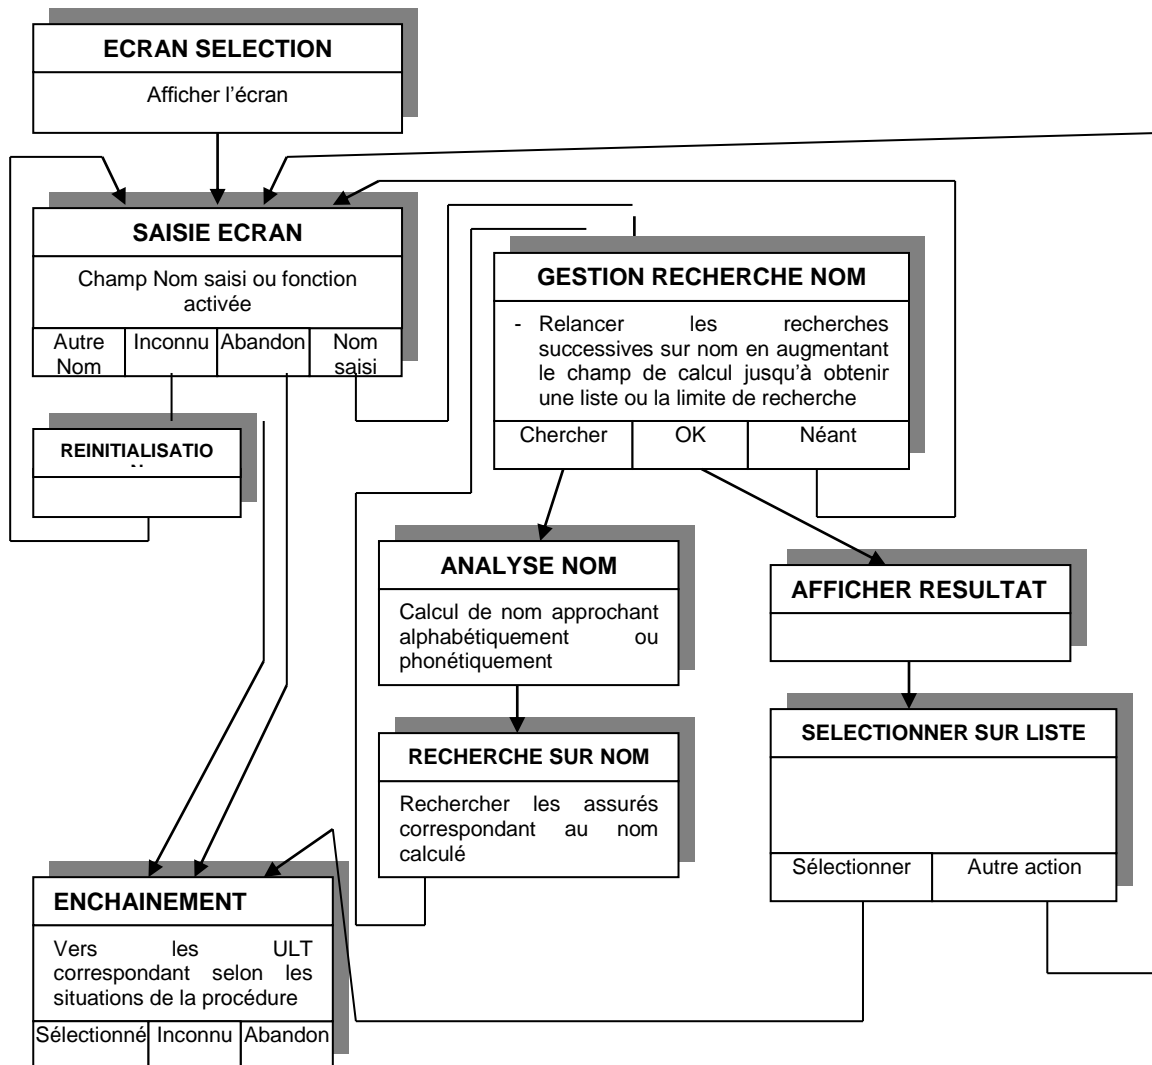 ECRAN SELECTION
Afficher l'écran
SAISIE ECRAN
Champ Nom saisi ou fonction
activée
Autre
Nom
Inconnu
Abandon
Nom
saisi
REINITIALISATIO
GESTION RECHERCHE NOM
- Relancer les recherches
successives sur nom en augmentant
le champ de calcul jusqu'à obtenir
une liste ou la limite de recherche
Chercher
OK
Néant
ANALYSE NOM
Calcul de nom approchant
alphabétiquement ou
phonétiquement
AFFICHER RESULTAT
RECHERCHE SUR NOM
Rechercher les assurés
correspondant au nom
calculé
SELECTIONNER SUR LISTE
Sélectionner
Autre action
ENCHAINEMENT
Vers les ULT
correspondant selon les
situations de la procédure
Sélectionné
Inconnu
Abandon